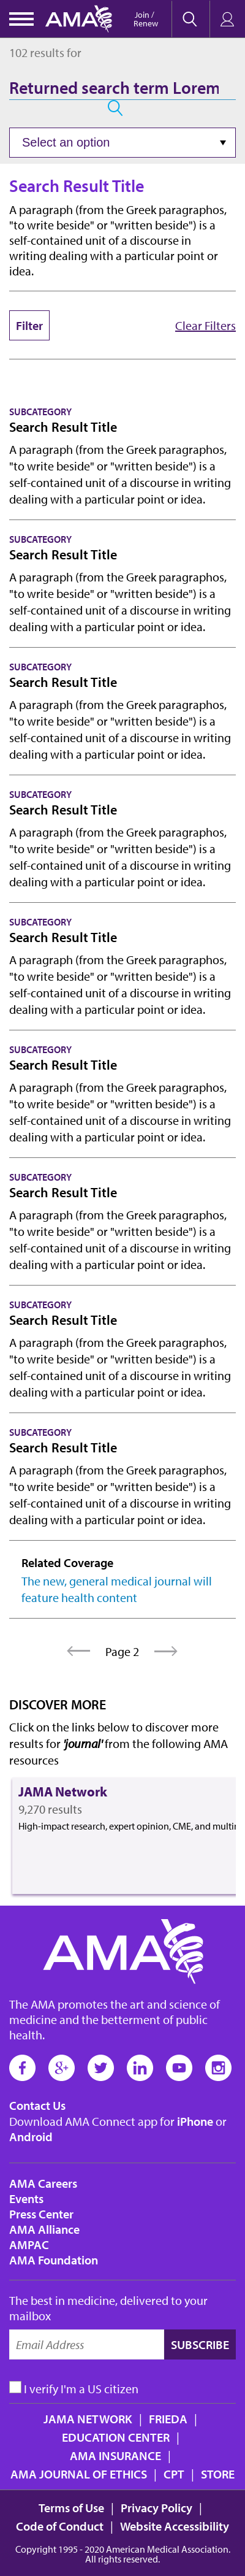 AMA
Join /
Renew
102 results for
Returned search term Lorem
Select an option
Search Result Title
A paragraph (from the Greek paragraphos,
"to write beside" or "written beside") is a
self-contained unit of a discourse in
writing dealing with a particular point or
idea.
Filter
Clear Filters
SUBCATEGORY
Search Result Title
A paragraph (from the Greek paragraphos,
"to write beside" or "written beside") is a
self-contained unit of a discourse in writing
dealing with a particular point or idea.
SUBCATEGORY
Search Result Title
A paragraph (from the Greek paragraphos,
"to write beside" or "written beside") is a
self-contained unit of a discourse in writing
dealing with a particular point or idea.
SUBCATEGORY
Search Result Title
A paragraph (from the Greek paragraphos,
"to write beside" or "written beside") is a
self-contained unit of a discourse in writing
dealing with a particular point or idea.
SUBCATEGORY
Search Result Title
A paragraph (from the Greek paragraphos,
"to write beside" or "written beside") is a
self-contained unit of a discourse in writing
dealing with a particular point or idea.
SUBCATEGORY
Search Result Title
A paragraph (from the Greek paragraphos,
"to write beside" or "written beside") is a
self-contained unit of a discourse in writing
dealing with a particular point or idea.
SUBCATEGORY
Search Result Title
A paragraph (from the Greek paragraphos,
"to write beside" or "written beside") is a
self-contained unit of a discourse in writing
dealing with a particular point or idea.
SUBCATEGORY
Search Result Title
A paragraph (from the Greek paragraphos,
"to write beside" or "written beside") is a
self-contained unit of a discourse in writing
dealing with a particular point or idea.
SUBCATEGORY
Search Result Title
A paragraph (from the Greek paragraphos,
"to write beside" or "written beside") is a
self-contained unit of a discourse in writing
dealing with a particular point or idea.
SUBCATEGORY
Search Result Title
A paragraph (from the Greek paragraphos,
"to write beside" or "written beside") is a
self-contained unit of a discourse in writing
dealing with a particular point or idea.
Related Coverage
The new, general medical journal will
feature health content
Page 2
DISCOVER MORE
Click on the links below to discover more
results for 'journal' from the following AMA
resources
JAMA Network
9,270 results
High-impact research, expert opinion, CME, and
AMA
The AMA promotes the art and science of
medicine and the betterment of public
health.
Contact Us
Download AMA Connect app for iPhone or
Android
AMA Careers
Events
Press Center
AMA Alliance
AMPAC
AMA Foundation
The best in medicine, delivered to your
mailbox
Email Address
SUBSCRIBE
I verify I'm a US citizen
JAMA NETWORK | FRIEDA |
EDUCATION CENTER |
AMA INSURANCE |
AMA JOURNAL OF ETHICS | CPT | STORE
Terms of Use | Privacy Policy |
Code of Conduct | Website Accessibility
Copyright 1995 - 2020 American Medical Association.
All rights reserved.